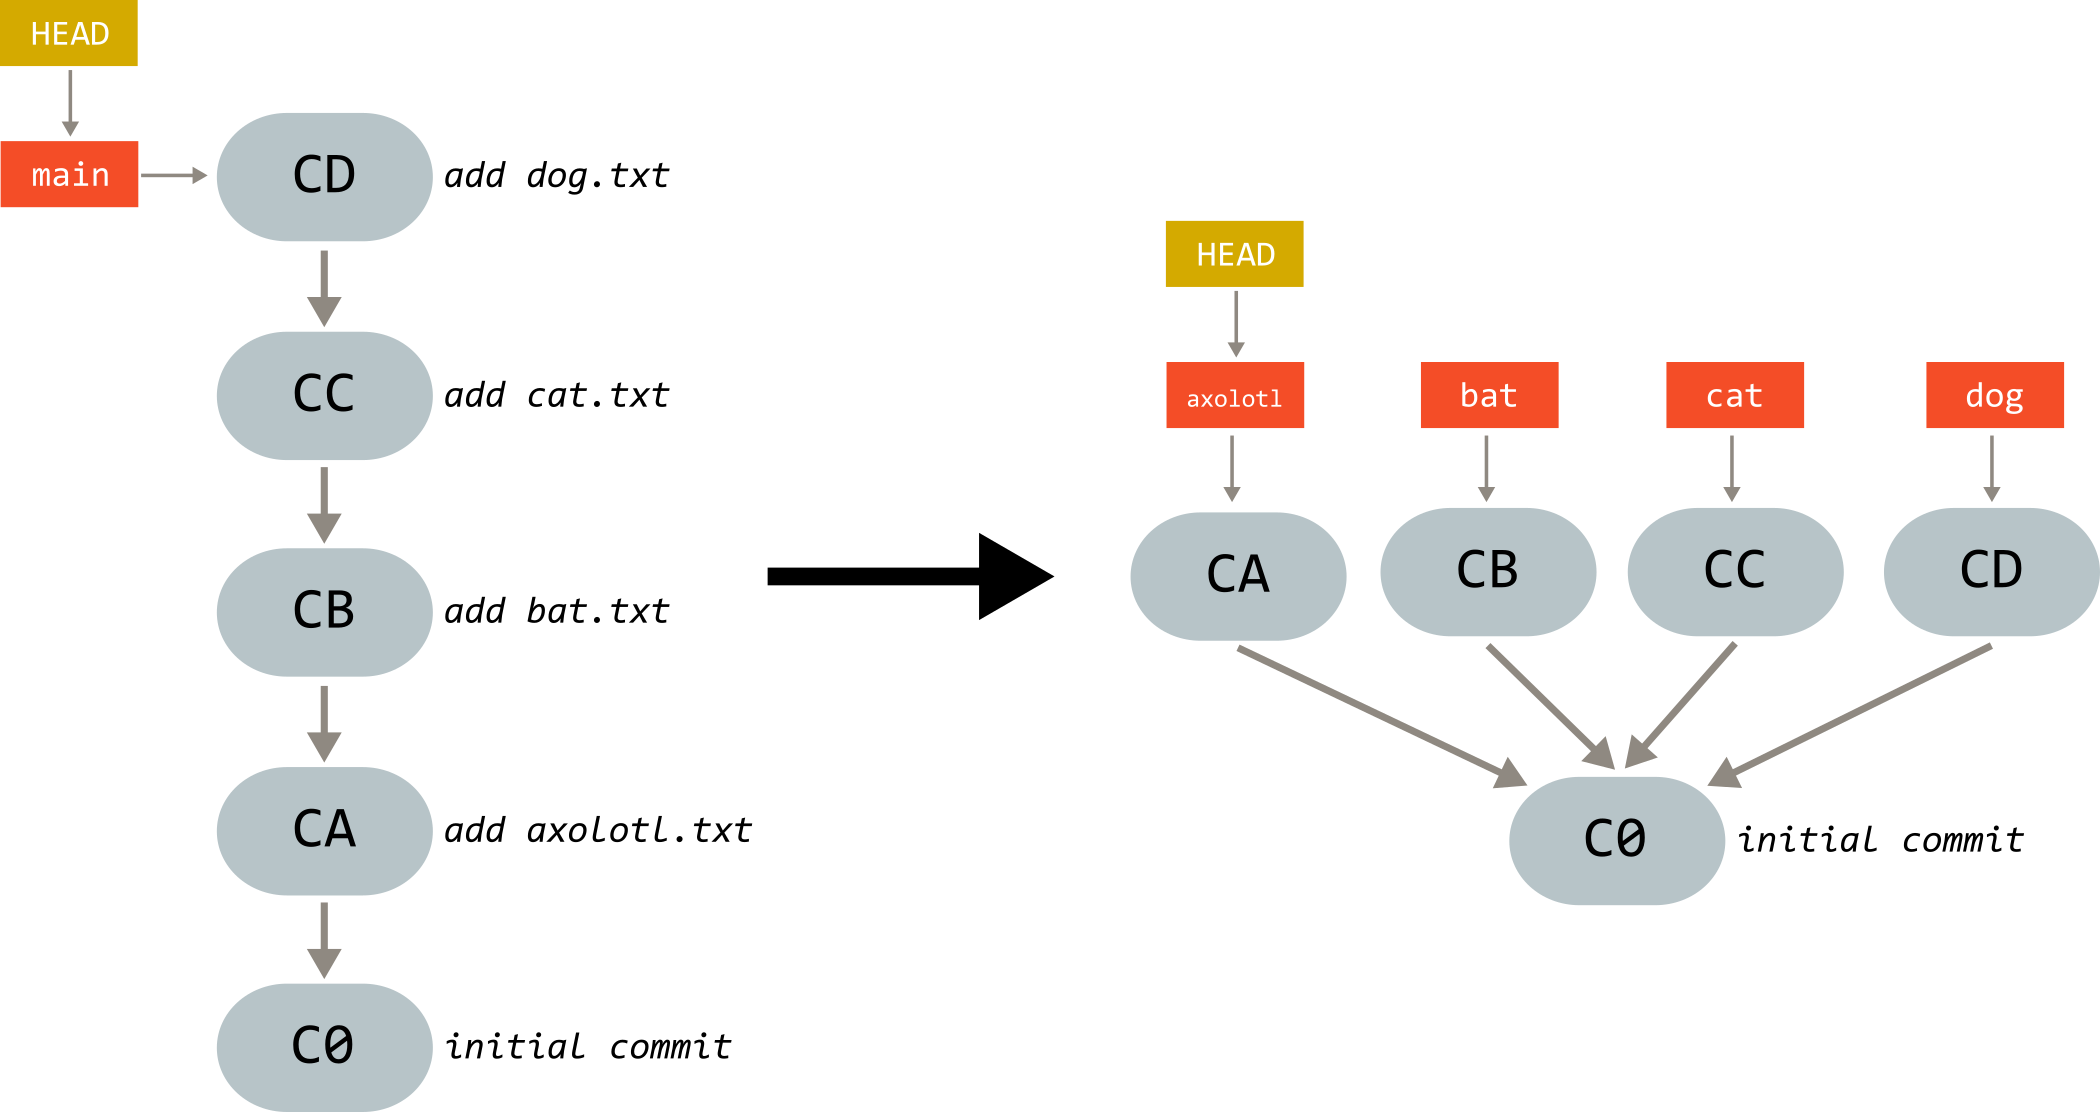 HEAD
main
CD
add dog.txt
CC
add cat.txt
CB
add bat.txt
CA
add axolotl.txt
C0
initial commit
HEAD
axolotl
bat
cat
dog
CA
CB
CC
CD
C0
initial commit